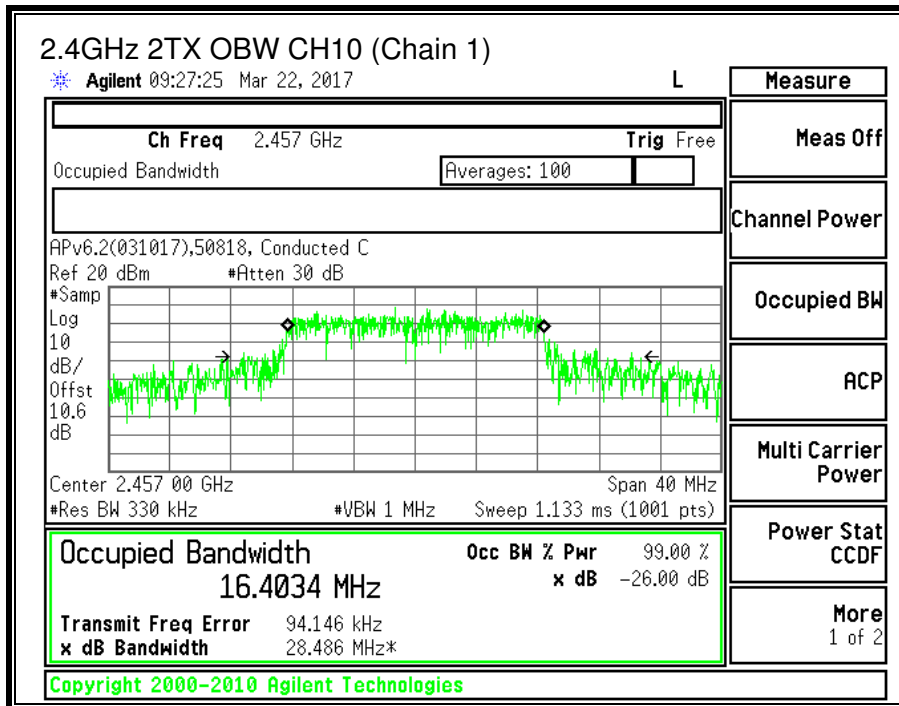 2.4GHz 2TX OBW CH10 (Chain 1)
Agilent 09:27:25 Mar 22, 2017 L
Measure
Ch Freq 2.457 GHz Trig Free
Meas Off
Occupied Bandwidth Averages: 100
Channel Power
APv6.2(031017),50818, Conducted C
Ref 20 dBm #Atten 30 dB
#Samp
Log
10
dB/
Offst
10.6
dB
Occupied BW
ACP
Multi Carrier
Power
Center 2.457 00 GHz Span 40 MHz
#Res BW 330 kHz #VBW 1 MHz Sweep 1.133 ms (1001 pts)
Power Stat
CCDF
Occupied Bandwidth Occ BW % Pwr 99.00 %
16.4034 MHz x dB -26.00 dB
Transmit Freq Error 94.146 kHz
x dB Bandwidth 28.486 MHz*
More
1 of 2
Copyright 2000-2010 Agilent Technologies